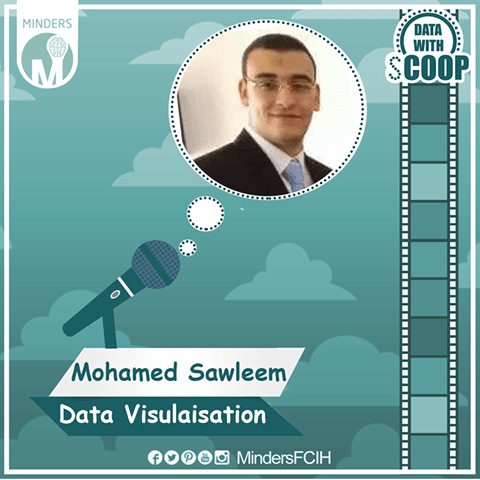 MINDERS
M
DATA
WITH
SCOOP
Mohamed Sawleem
Data Visulaisation
MindersFCIH